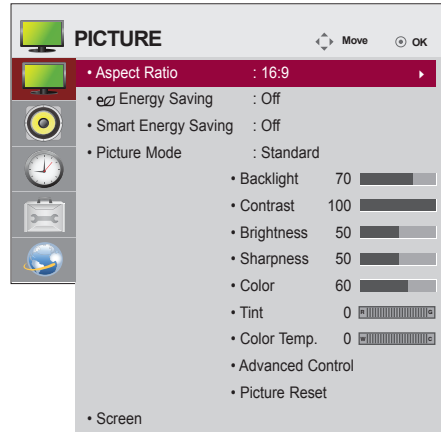 PICTURE
Move
OK
• Aspect Ratio : 16:9
• Energy Saving : Off
• Smart Energy Saving : Off
• Picture Mode : Standard
• Backlight 70
• Contrast 100
• Brightness 50
• Sharpness 50
• Color 60
• Tint 0 R G
• Color Temp. 0 W C
• Advanced Control
• Picture Reset
• Screen